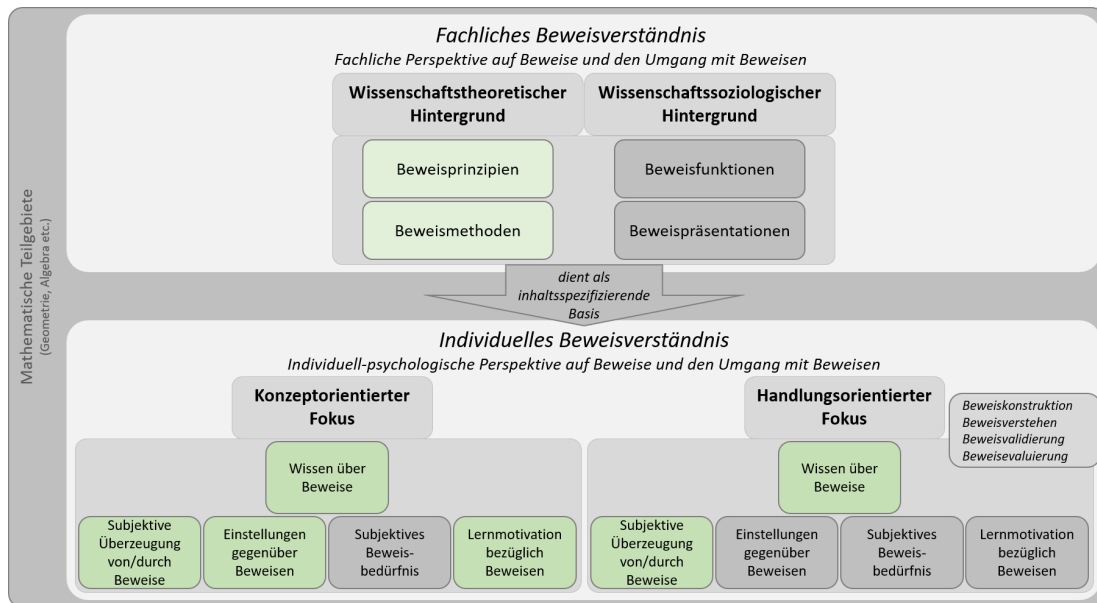 Mathematische Teilgebiete
(Geometrie, Algebra etc.)
Fachliches Beweisverständnis
Fachliche Perspektive auf Beweise und den Umgang mit Beweisen
Wissenschaftstheoretischer
Hintergrund
Wissenschaftssoziologischer
Hintergrund
Beweisprinzipien
Beweisfunktionen
Beweismethoden
Beweispräsentationen
dient als
inhaltsspezifizierende
Basis
Individuelles Beweisverständnis
Individuell-psychologische Perspektive auf Beweise und den Umgang mit Beweisen
Konzeptorientierter
Fokus
Handlungsorientierter
Fokus
Beweiskonstruktion
Beweisverstehen
Beweisvalidierung
Beweisevaluierung
Wissen über
Beweise
Subjektive
Überzeugung
von/durch
Beweise
Einstellungen
gegenüber
Beweisen
Subjektives
Beweis-
bedürfnis
Lernmotivation
bezüglich
Beweisen
Wissen über
Beweise
Subjektive
Überzeugung
von/durch
Beweise
Einstellungen
gegenüber
Beweisen
Subjektives
Beweis-
bedürfnis
Lernmotivation
bezüglich
Beweisen